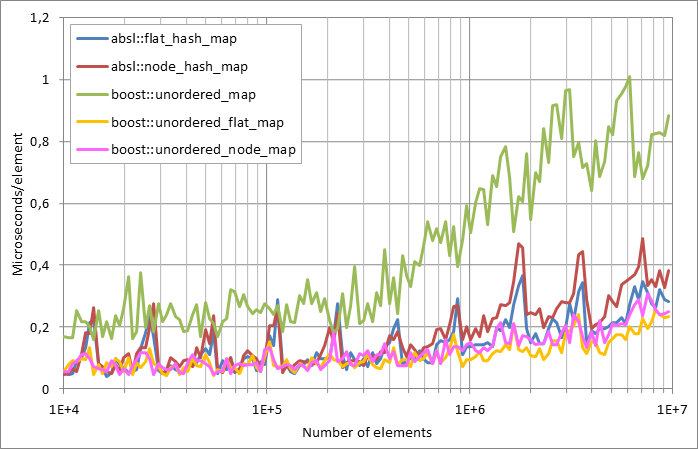 1,2
1
0,8
0,6
0,4
0,2
0
Microseconds/element
absl::flat_hash_map
absl::node_hash_map
boost::unordered_map
boost::unordered_flat_map
boost::unordered_node_map
1E+4
1E+5
1E+6
1E+7
Number of elements